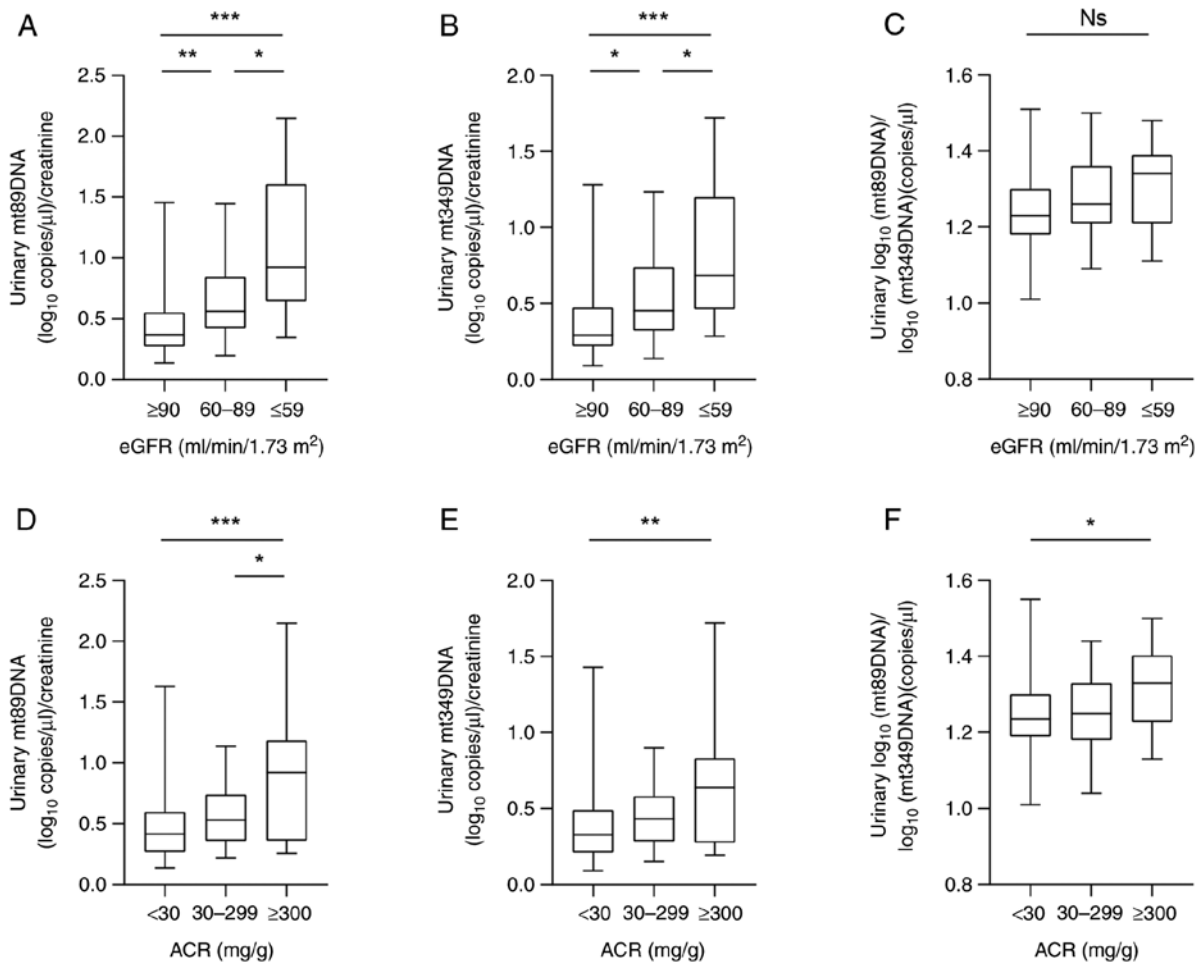 A
***
** *
Urinary mt89DNA
(log10 copies/µl)/creatinine
2.5
2.0
1.5
1.0
0.5
0.0
≥90 60–89 ≤59
eGFR (ml/min/1.73 m²)
B
***
* *
Urinary mt349DNA
(log10 copies/µl)/creatinine
2.0
1.5
1.0
0.5
0.0
≥90 60–89 ≤59
eGFR (ml/min/1.73 m²)
C
Ns
Urinary log10 (mt89DNA)/
log10 (mt349DNA)(copies/µl)
1.6
1.4
1.2
1.0
0.8
≥90 60–89 ≤59
eGFR (ml/min/1.73 m²)
D
***
*
Urinary mt89DNA
(log10 copies/µl)/creatinine
2.5
2.0
1.5
1.0
0.5
0.0
<30 30–299 ≥300
ACR (mg/g)
E
**
Urinary mt349DNA
(log10 copies/µl)/creatinine
2.0
1.5
1.0
0.5
0.0
<30 30–299 ≥300
ACR (mg/g)
F
*
Urinary log10 (mt89DNA)/
log10 (mt349DNA)(copies/µl)
1.6
1.4
1.2
1.0
0.8
<30 30–299 ≥300
ACR (mg/g)